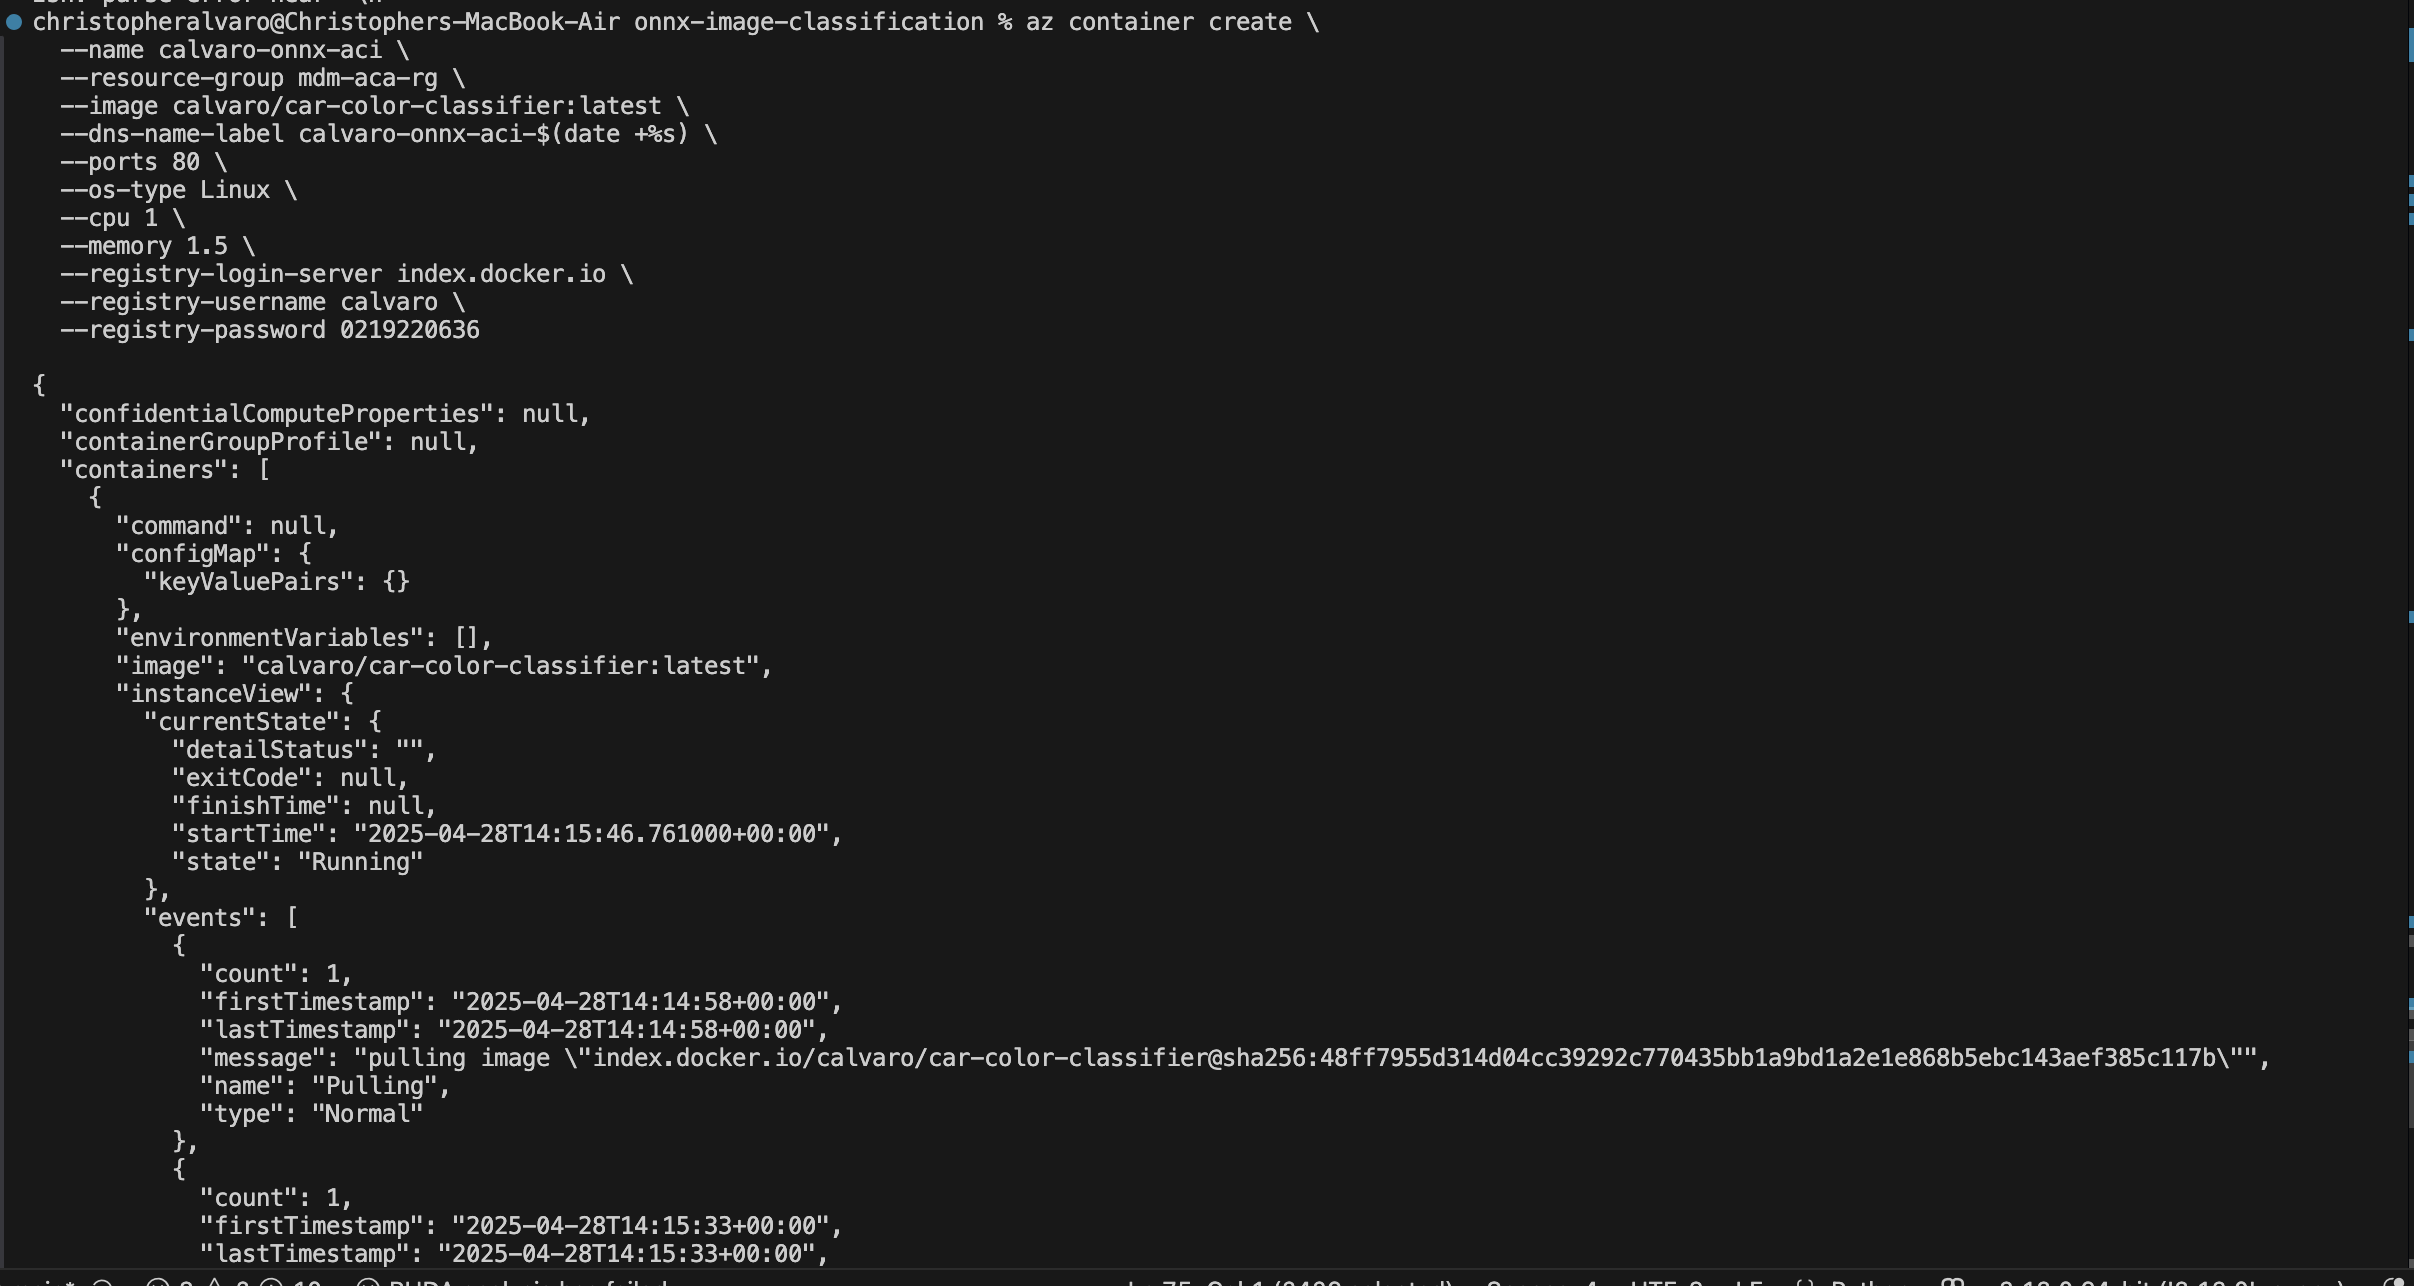 christopheralvaro@Christophers-MacBook-Air onnx-image-classification % az container create \
--name calvaro-onnx-aci \
--resource-group mdm-aca-rg \
--image calvaro/car-color-classifier:latest \
--dns-name-label calvaro-onnx-aci-$(date +%s) \
--ports 80 \
--os-type Linux \
--cpu 1 \
--memory 1.5 \
--registry-login-server index.docker.io \
--registry-username calvaro \
--registry-password 0219220636
{
"confidentialComputeProperties": null,
"containerGroupProfile": null,
"containers": [
{
"command": null,
"configMap": {
"keyValuePairs": {}
},
"environmentVariables": [],
"image": "calvaro/car-color-classifier:latest",
"instanceView": {
"currentState": {
"detailStatus": "",
"exitCode": null,
"finishTime": null,
"startTime": "2025-04-28T14:15:46.761000+00:00",
"state": "Running"
},
"events": [
{
"count": 1,
"firstTimestamp": "2025-04-28T14:14:58+00:00",
"lastTimestamp": "2025-04-28T14:14:58+00:00",
"message": "pulling image \"index.docker.io/calvaro/car-color-classifier@sha256:48ff7955d314d04cc39292c770435bb1a9bd1a2e1e868b5ebc143aef385c117b\"",
"name": "Pulling",
"type": "Normal"
},
{
"count": 1,
"firstTimestamp": "2025-04-28T14:15:33+00:00",
"lastTimestamp": "2025-04-28T14:15:33+00:00",